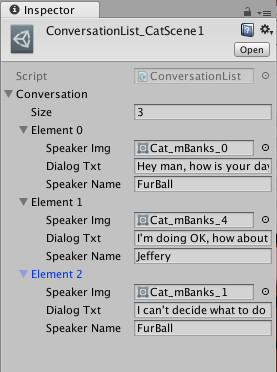 Inspector
ConversationList_CatScene1
Open
Script ConversationList
Conversation
Size 3
Element 0
Speaker Img Cat_mBanks_0
Dialog Txt Hey man, how is your day
Speaker Name FurBall
Element 1
Speaker Img Cat_mBanks_4
Dialog Txt I'm doing OK, how about
Speaker Name Jeffery
Element 2
Speaker Img Cat_mBanks_1
Dialog Txt I can't decide what to do
Speaker Name FurBall